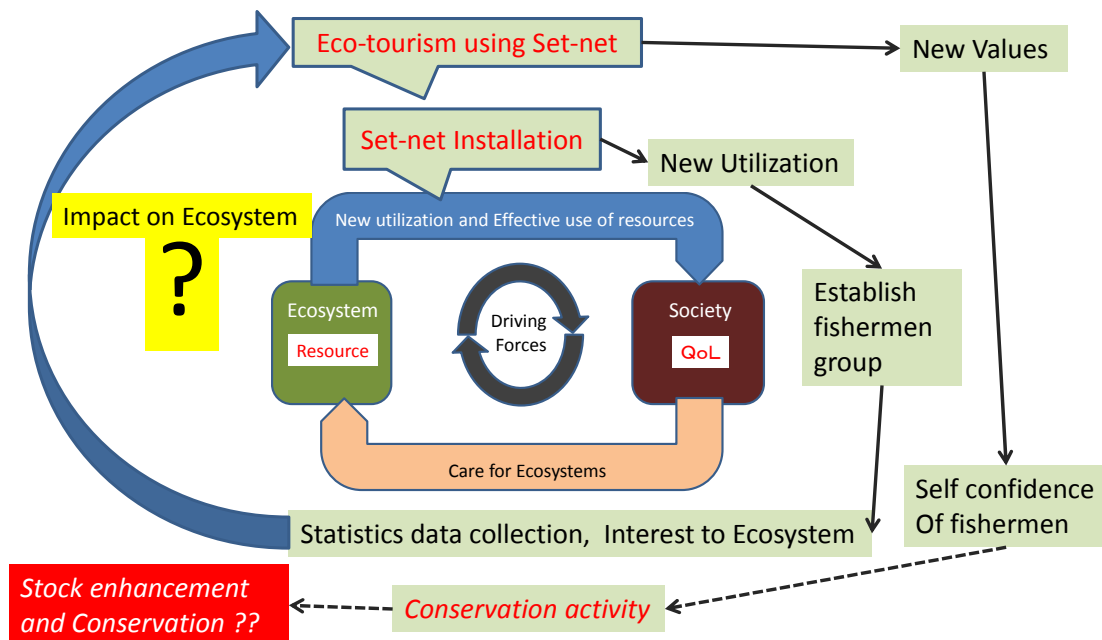 Eco-tourism using Set-net
New Values
Set-net Installation
New Utilization
Impact on Ecosystem
?
New utilization and Effective use of resources
Ecosystem
Resource
Driving
Forces
Society
QoL
Establish
fishermen
group
Care for Ecosystems
Self confidence
Of fishermen
Statistics data collection, Interest to Ecosystem
Stock enhancement
and Conservation ??
Conservation activity